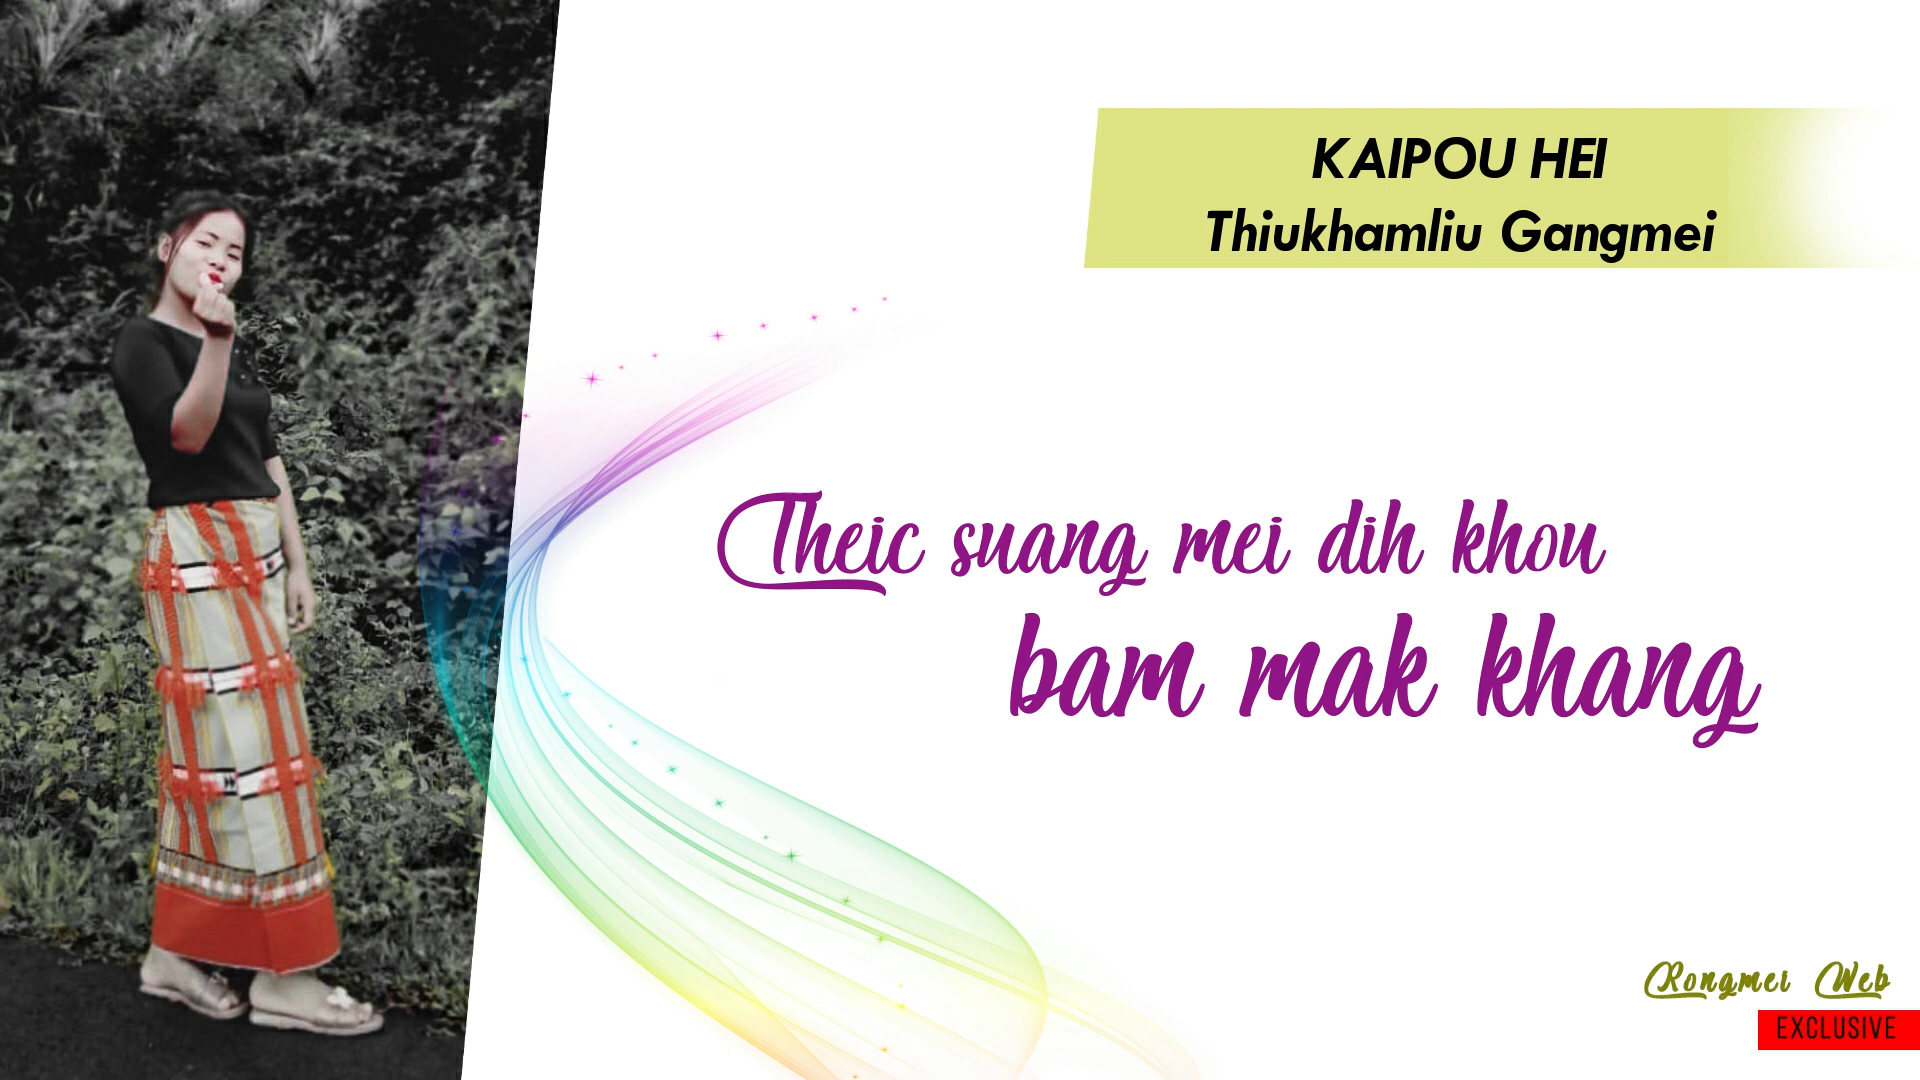 KAIPOU HEI
Thiukhamliu Gangmei
Theic suang mei dih khou
bam mak khang
Rongmei Web
EXCLUSIVE